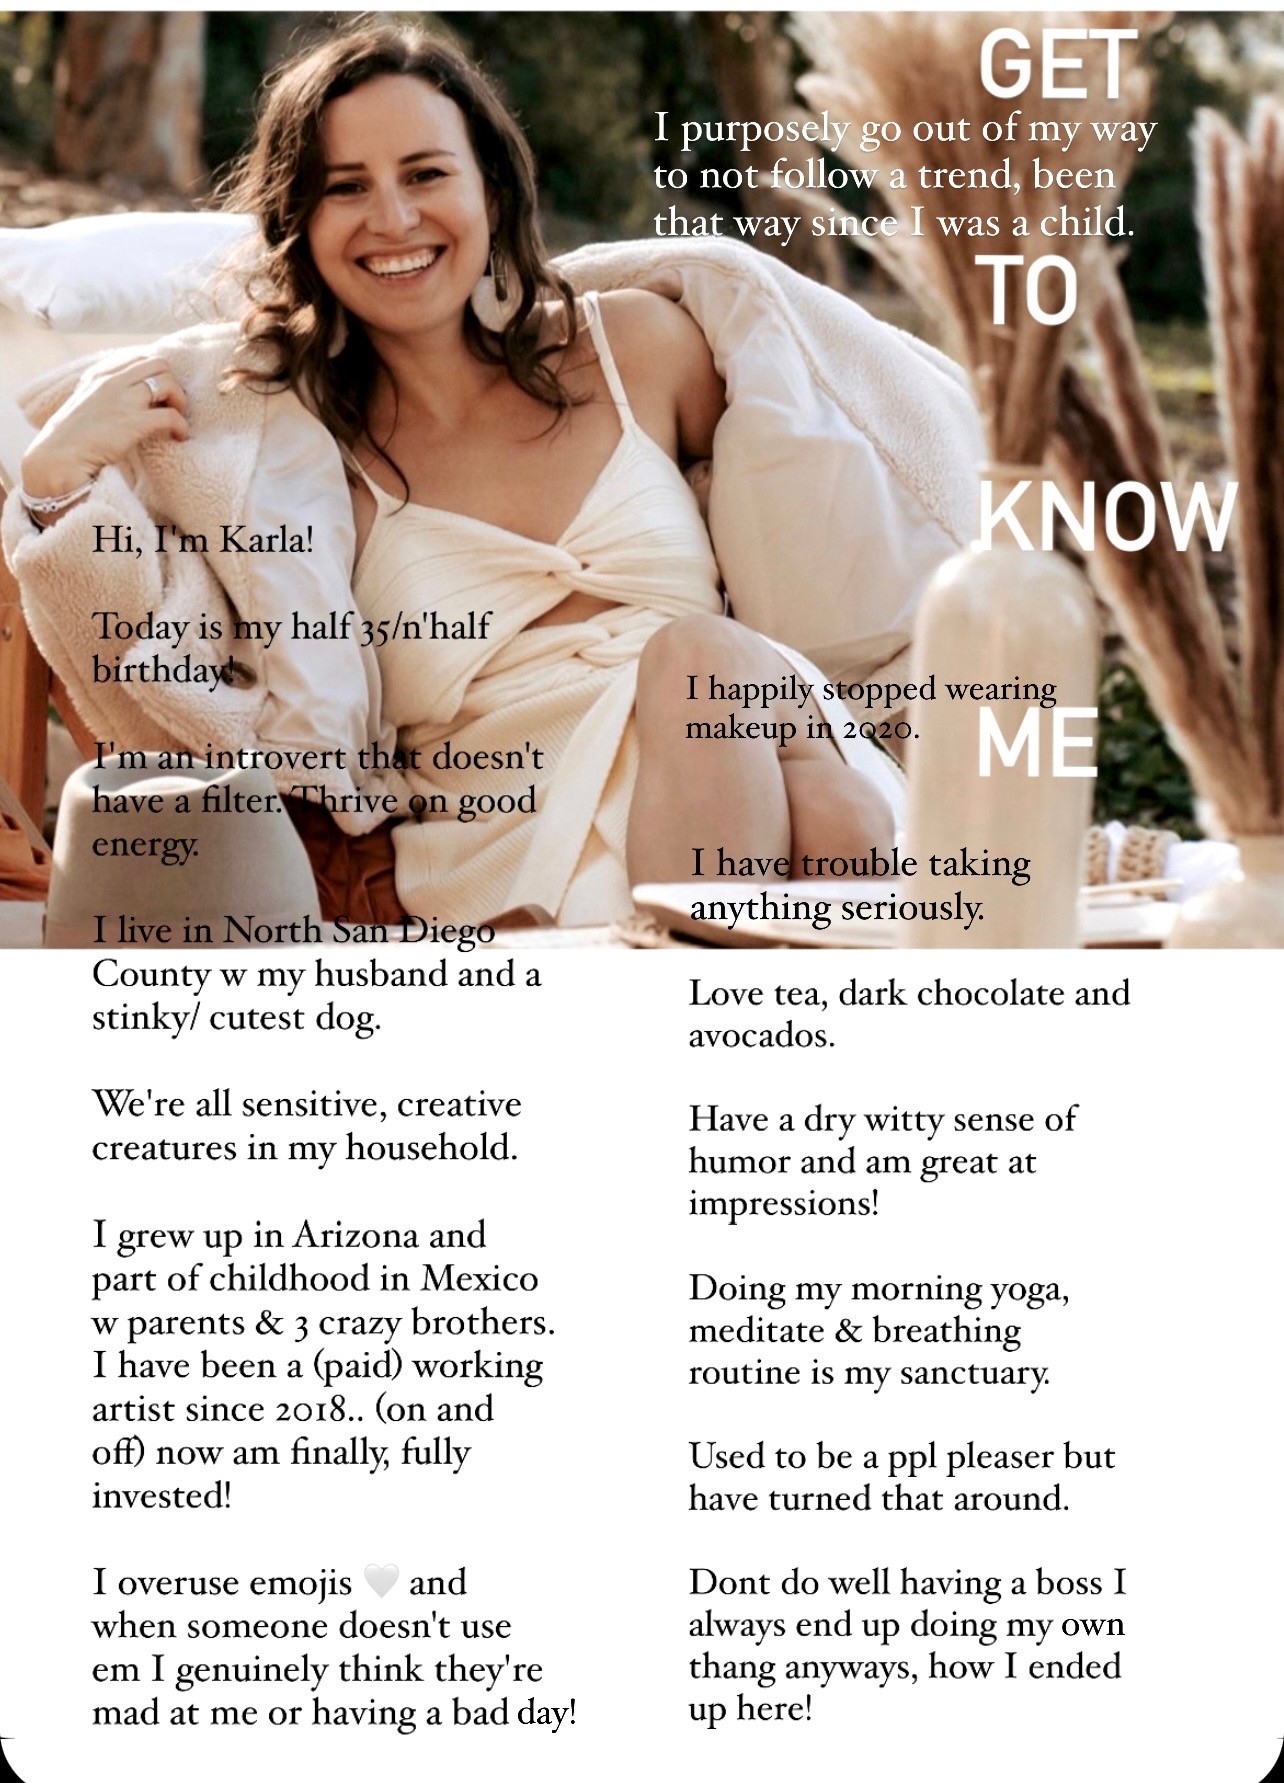 GET
TO
KNOW
ME
Hi, I'm Karla!
Today is my half 35/n'half
birthday!
I'm an introvert that doesn't
have a filter. Thrive on good
energy.
I live in North San Diego
County w my husband and a
stinky/ cutest dog.
We're all sensitive, creative
creatures in my household.
I grew up in Arizona and
part of childhood in Mexico
w parents & 3 crazy brothers.
I have been a (paid) working
artist since 2018.. (on and
off) now am finally, fully
invested!
I overuse emojis 🤍 and
when someone doesn't use
em I genuinely think they're
mad at me or having a bad day!
I purposely go out of my way
to not follow a trend, been
that way since I was a child.
I happily stopped wearing
makeup in 2020.
I have trouble taking
anything seriously.
Love tea, dark chocolate and
avocados.
Have a dry witty sense of
humor and am great at
impressions!
Doing my morning yoga,
meditate & breathing
routine is my sanctuary.
Used to be a ppl pleaser but
have turned that around.
Dont do well having a boss I
always end up doing my own
thang anyways, how I ended
up here!